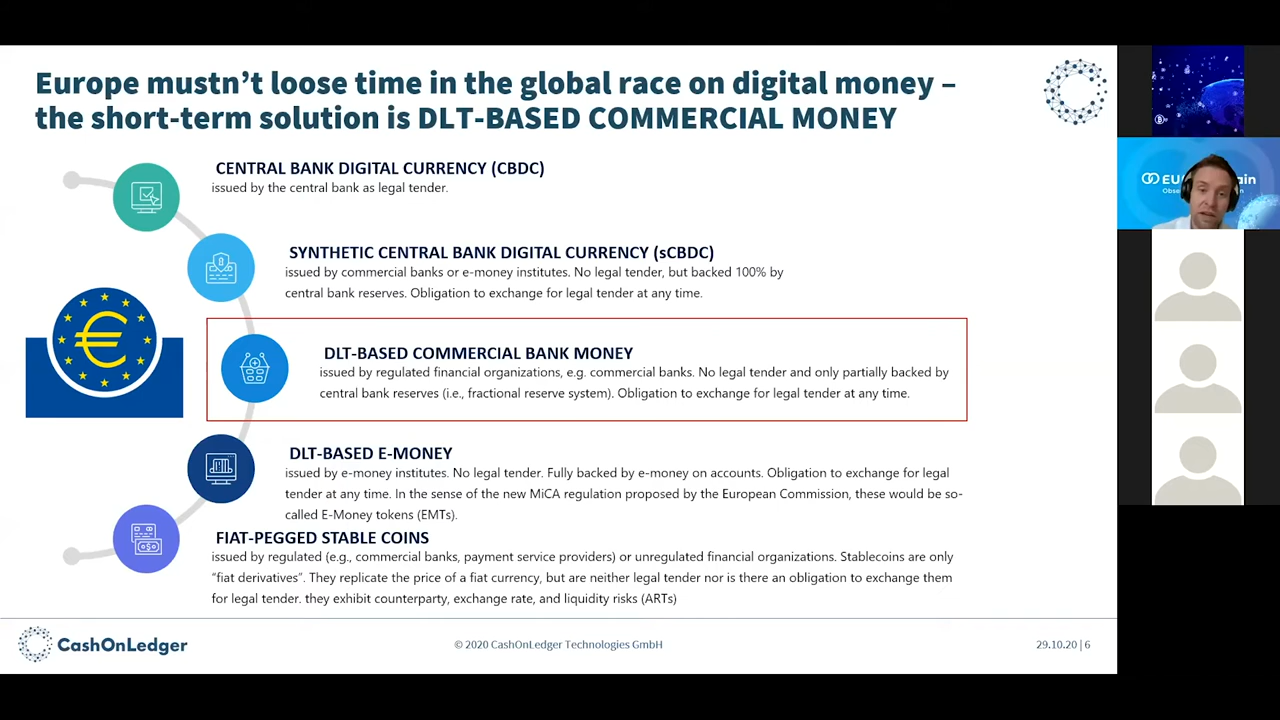 Europe mustn’t loose time in the global race on digital money –
the short-term solution is DLT-BASED COMMERCIAL MONEY
CENTRAL BANK DIGITAL CURRENCY (CBDC)
issued by the central bank as legal tender.
SYNTHETIC CENTRAL BANK DIGITAL CURRENCY (sCBDC)
issued by commercial banks or e-money institutes. No legal tender, but backed 100% by
central bank reserves. Obligation to exchange for legal tender at any time.
DLT-BASED COMMERCIAL BANK MONEY
issued by regulated financial organizations, e.g. commercial banks. No legal tender and only partially backed by
central bank reserves (i.e., fractional reserve system). Obligation to exchange for legal tender at any time.
DLT-BASED E-MONEY
issued by e-money institutes. No legal tender. Fully backed by e-money on accounts. Obligation to exchange for legal
tender at any time. In the sense of the new MiCA regulation proposed by the European Commission, these would be so-
called E-Money tokens (EMTs).
FIAT-PEGGED STABLE COINS
issued by regulated (e.g., commercial banks, payment service providers) or unregulated financial organizations. Stablecoins are only
“fiat derivatives”. They replicate the price of a fiat currency, but are neither legal tender nor is there an obligation to exchange them
for legal tender. they exhibit counterparty, exchange rate, and liquidity risks (ARTs)
CashOnLedger
© 2020 CashOnLedger Technologies GmbH
29.10.20 | 6